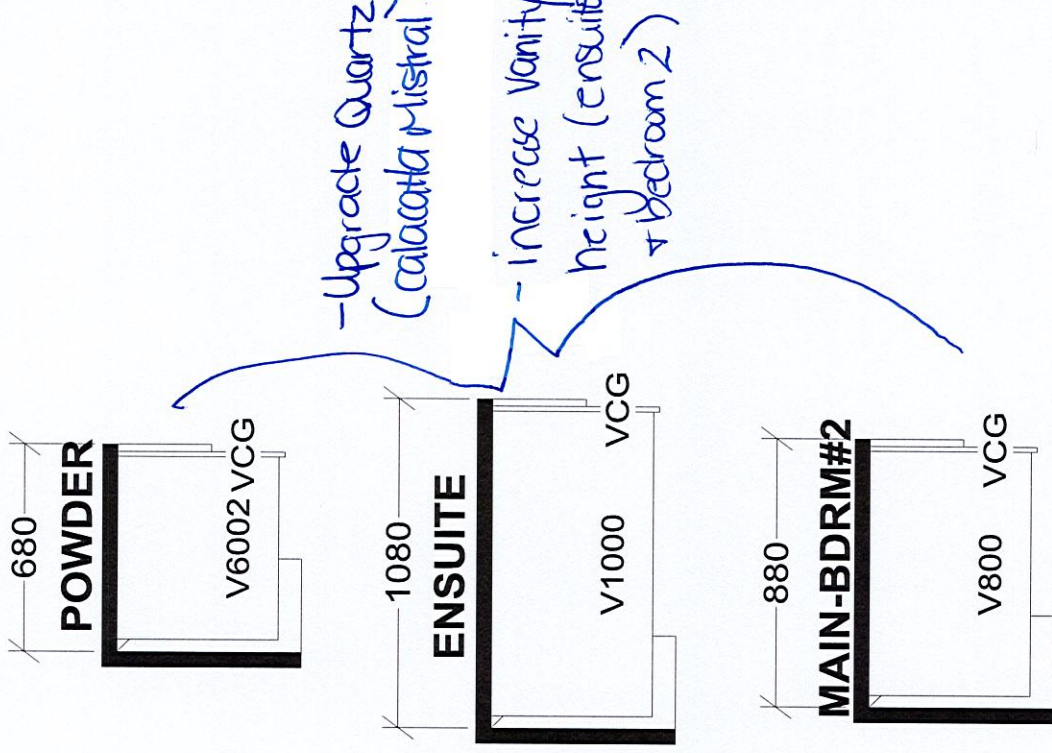 680
POWDER
V6002 VCG
1080
ENSUITE
V1000
VCG
880
MAIN-BDRM#2
V800
VCG
-Upgrade Quartz
(Calacatta Mistral
- increase vanity
height (ensuite
+ bedroom 2)